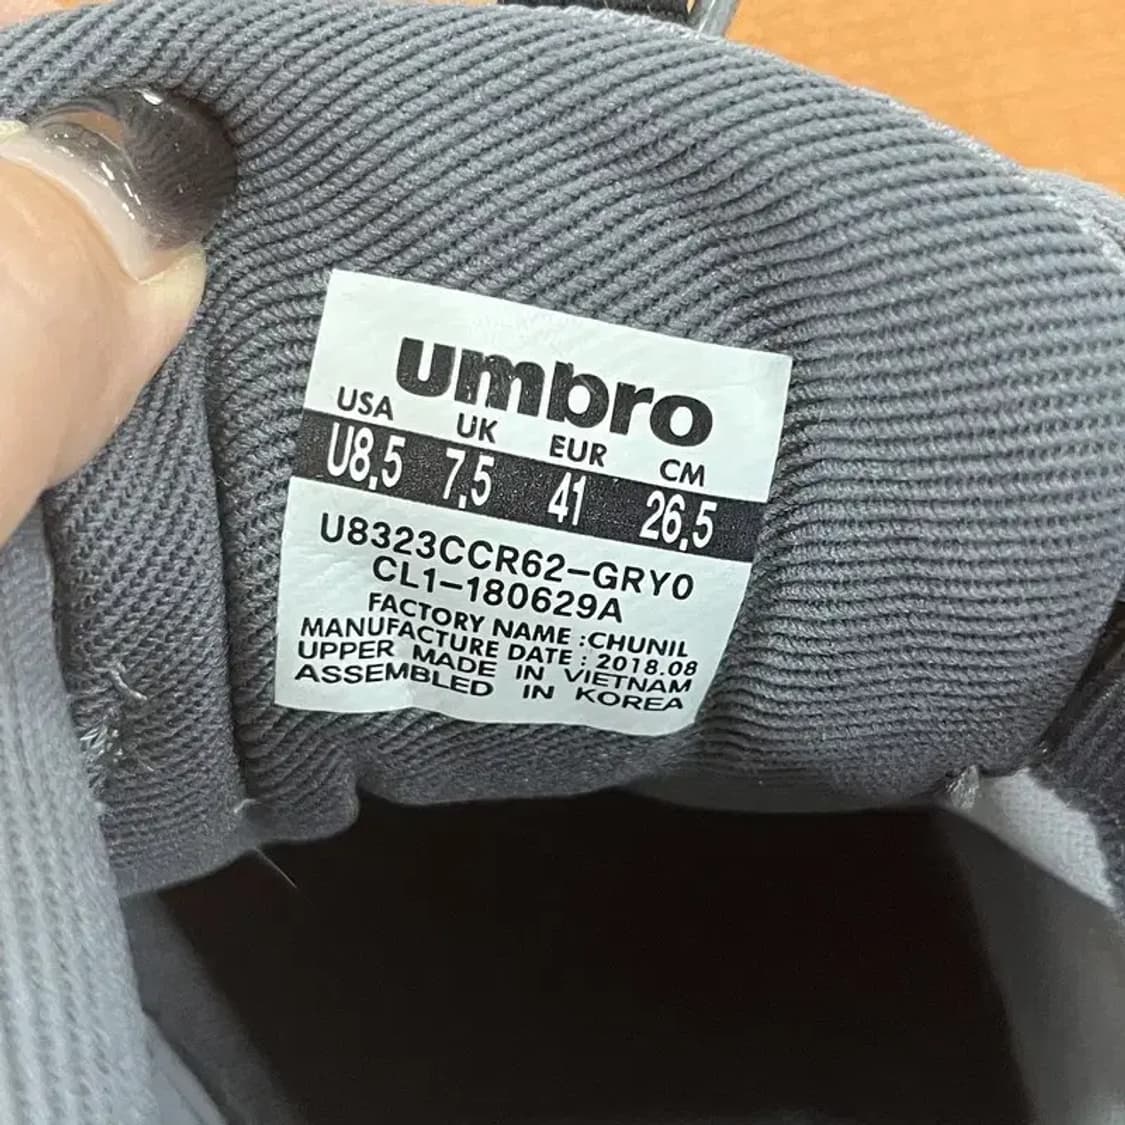 umbro
USA UK EUR CM
U8,5 7,5 41 26,5
U8323CCR62-GRY0
CL1-180629A
FACTORY NAME :CHUNIL
MANUFACTURE DATE : 2018.08
UPPER MADE IN VIETNAM
ASSEMBLED IN KOREA